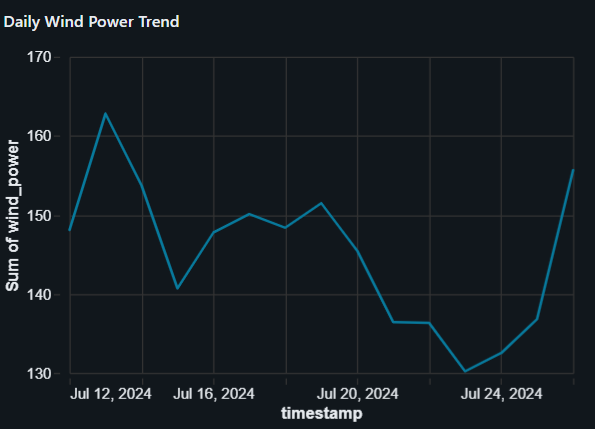 Daily Wind Power Trend
170
160
150
140
130
Sum of wind_power
Jul 12, 2024 Jul 16, 2024 Jul 20, 2024 Jul 24, 2024
timestamp